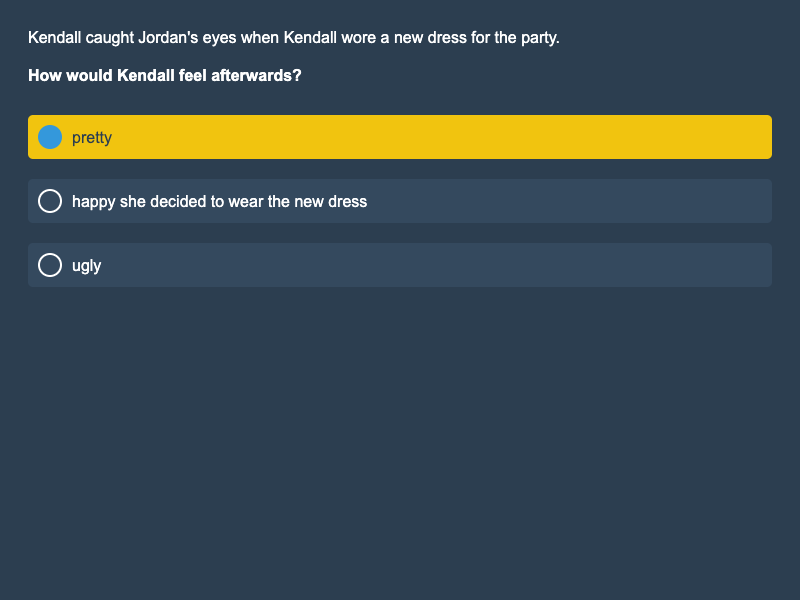 Kendall caught Jordan's eyes when Kendall wore a new dress for the party.
How would Kendall feel afterwards?
pretty
happy she decided to wear the new dress
ugly